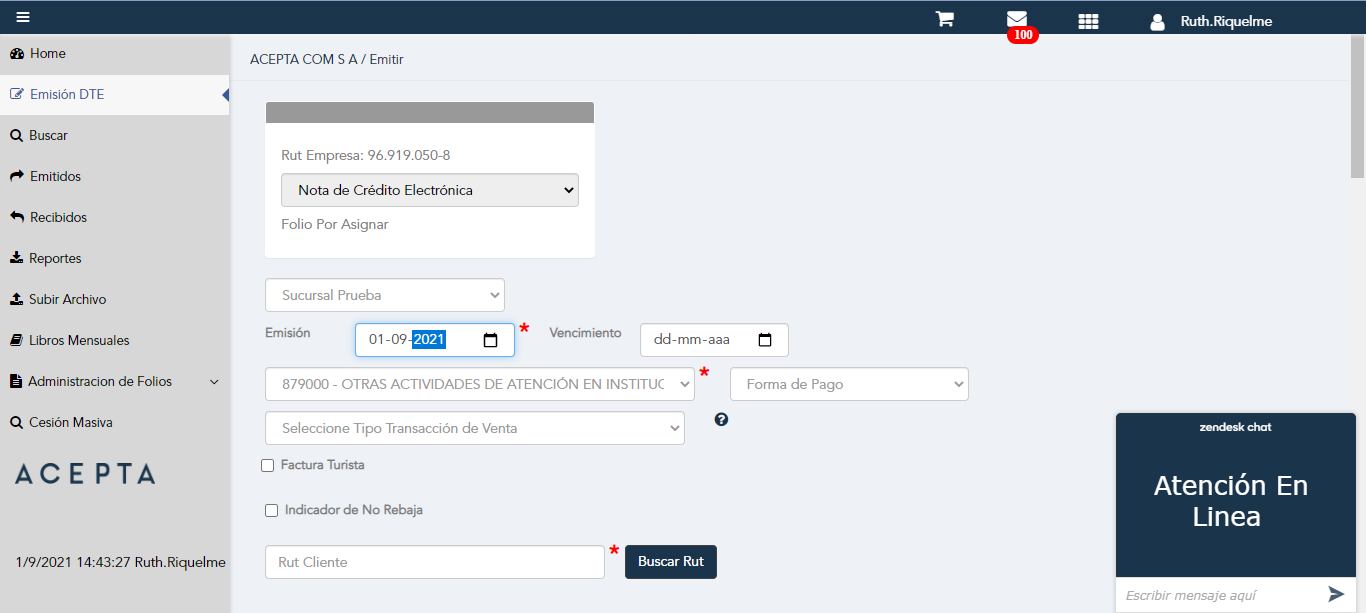 100
Ruth.Riquelme
Home
Emisión DTE
Buscar
Emitidos
Recibidos
Reportes
Subir Archivo
Libros Mensuales
Administracion de Folios
Cesión Masiva
ACEPTA
1/9/2021 14:43:27 Ruth.Riquelme
ACEPTA COM S A / Emitir
Rut Empresa: 96.919.050-8
Nota de Crédito Electrónica
Folio Por Asignar
Sucursal Prueba
Emisión 01-09-2021 * Vencimiento dd-mm-aaa
879000 - OTRAS ACTIVIDADES DE ATENCIÓN EN INSTITUC * Forma de Pago
Seleccione Tipo Transacción de Venta
Factura Turista
Indicador de No Rebaja
Rut Cliente * Buscar Rut
zendesk chat
Atención En
Linea
Escribir mensaje aquí